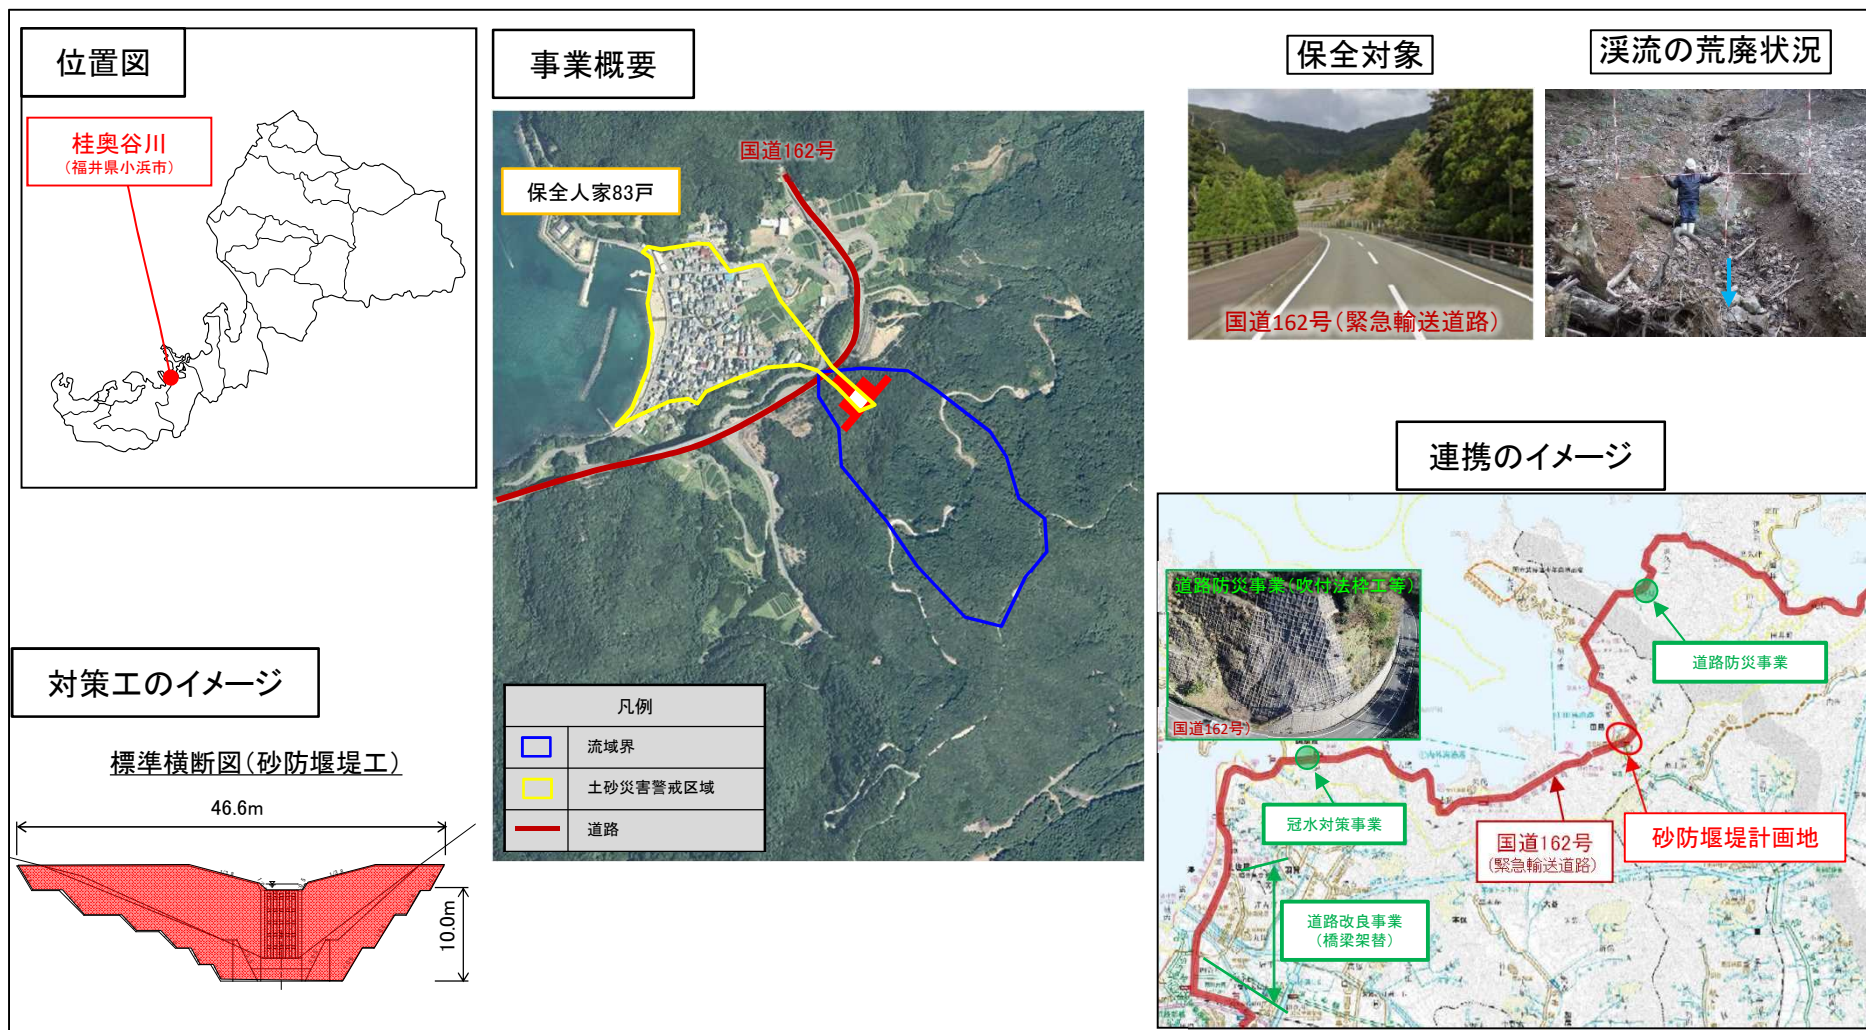 位置図
桂奥谷川
（福井県小浜市）
事業概要
国道162号
保全人家83戸
凡例
流域界
土砂災害警戒区域
道路
保全対象
国道162号（緊急輸送道路）
渓流の荒廃状況
対策工のイメージ
標準横断図（砂防堰堤工）
46.6m
10.0m
連携のイメージ
道路防災事業（吹付法枠工等）
国道162号）
道路防災事業
冠水対策事業
国道162号
（緊急輸送道路）
砂防堰堤計画地
道路改良事業
（橋梁架替）